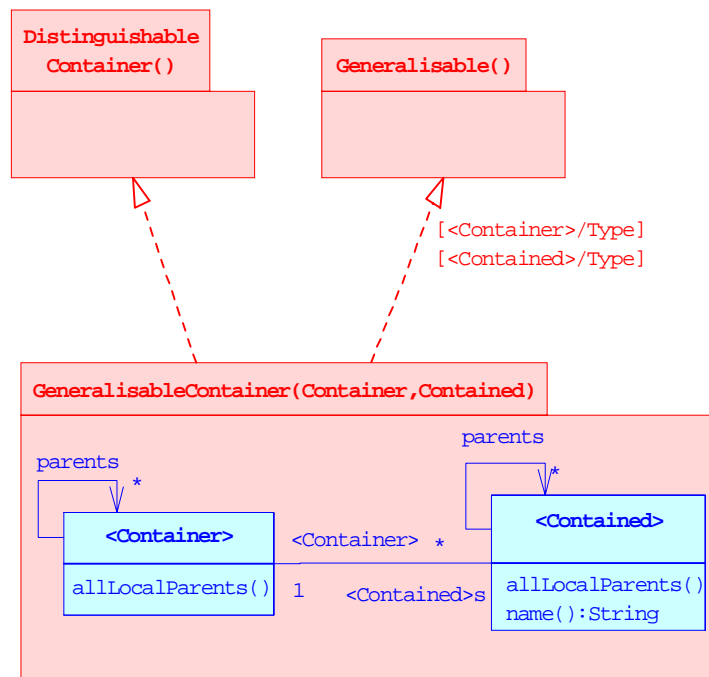 Distinguishable
Container()
Generalisable()
[<Container>/Type]
[<Contained>/Type]
GeneralisableContainer(Container,Contained)
parents
*
parents
*
<Container>
<Contained>
<Container> *
allLocalParents()
1 <Contained>s
allLocalParents()
name():String